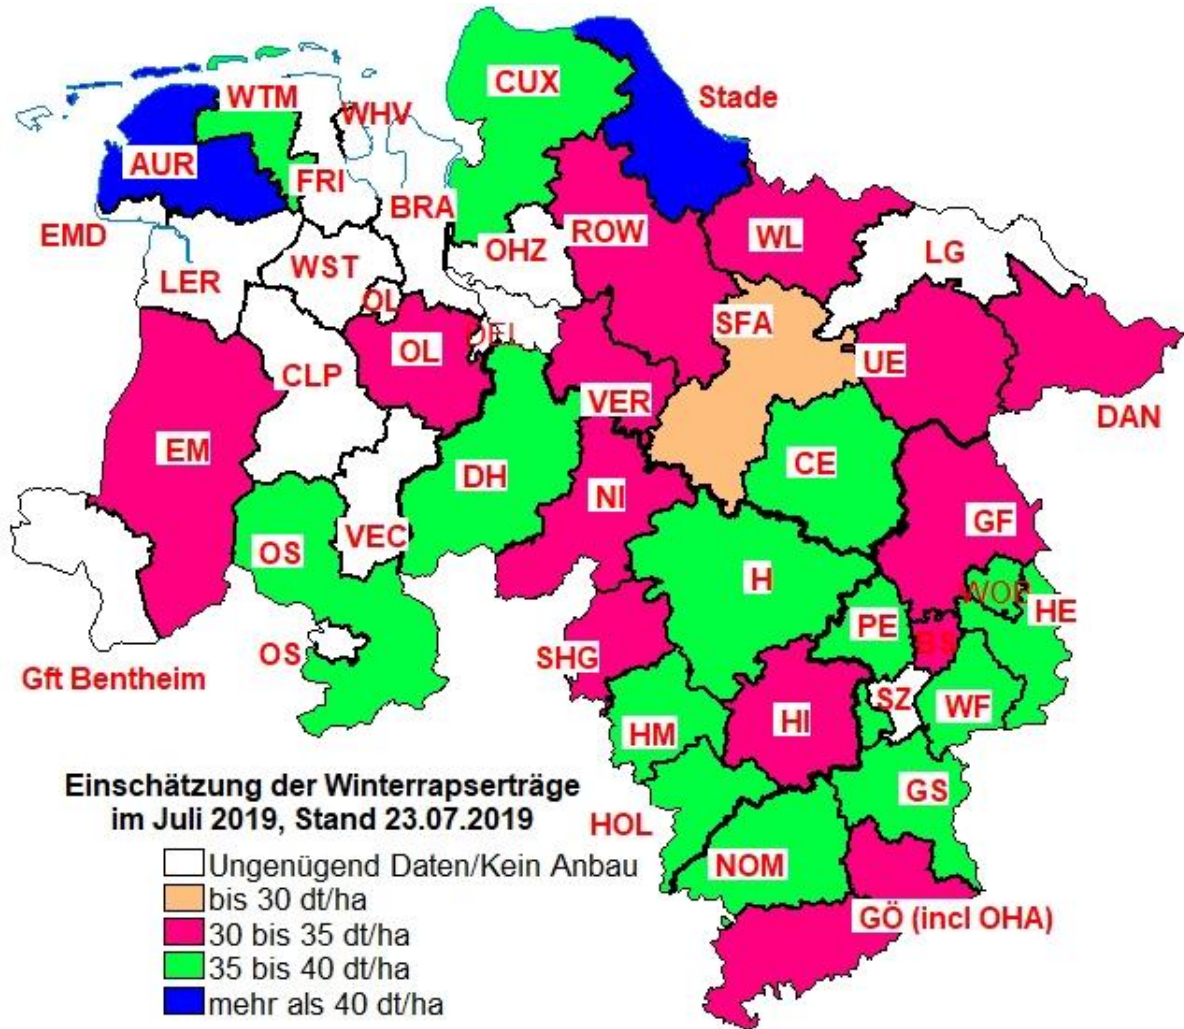 CUX
WTM
Stade
WHV
AUR
FRI
BRA
EMD
OHZ
ROW
WL
LG
LER
WST
OL
SFA
DEL
OL
UE
CLP
VER
DAN
EM
DH
CE
NI
GF
VEC
OS
H
WOB
HE
PE
BS
OS
SHG
Gft Bentheim
SZ
WF
HM
HI
GS
HOL
NOM
GÖ (incl OHA)
Einschätzung der Winterrapserträge
im Juli 2019, Stand 23.07.2019
Ungenügend Daten/Kein Anbau
bis 30 dt/ha
30 bis 35 dt/ha
35 bis 40 dt/ha
mehr als 40 dt/ha